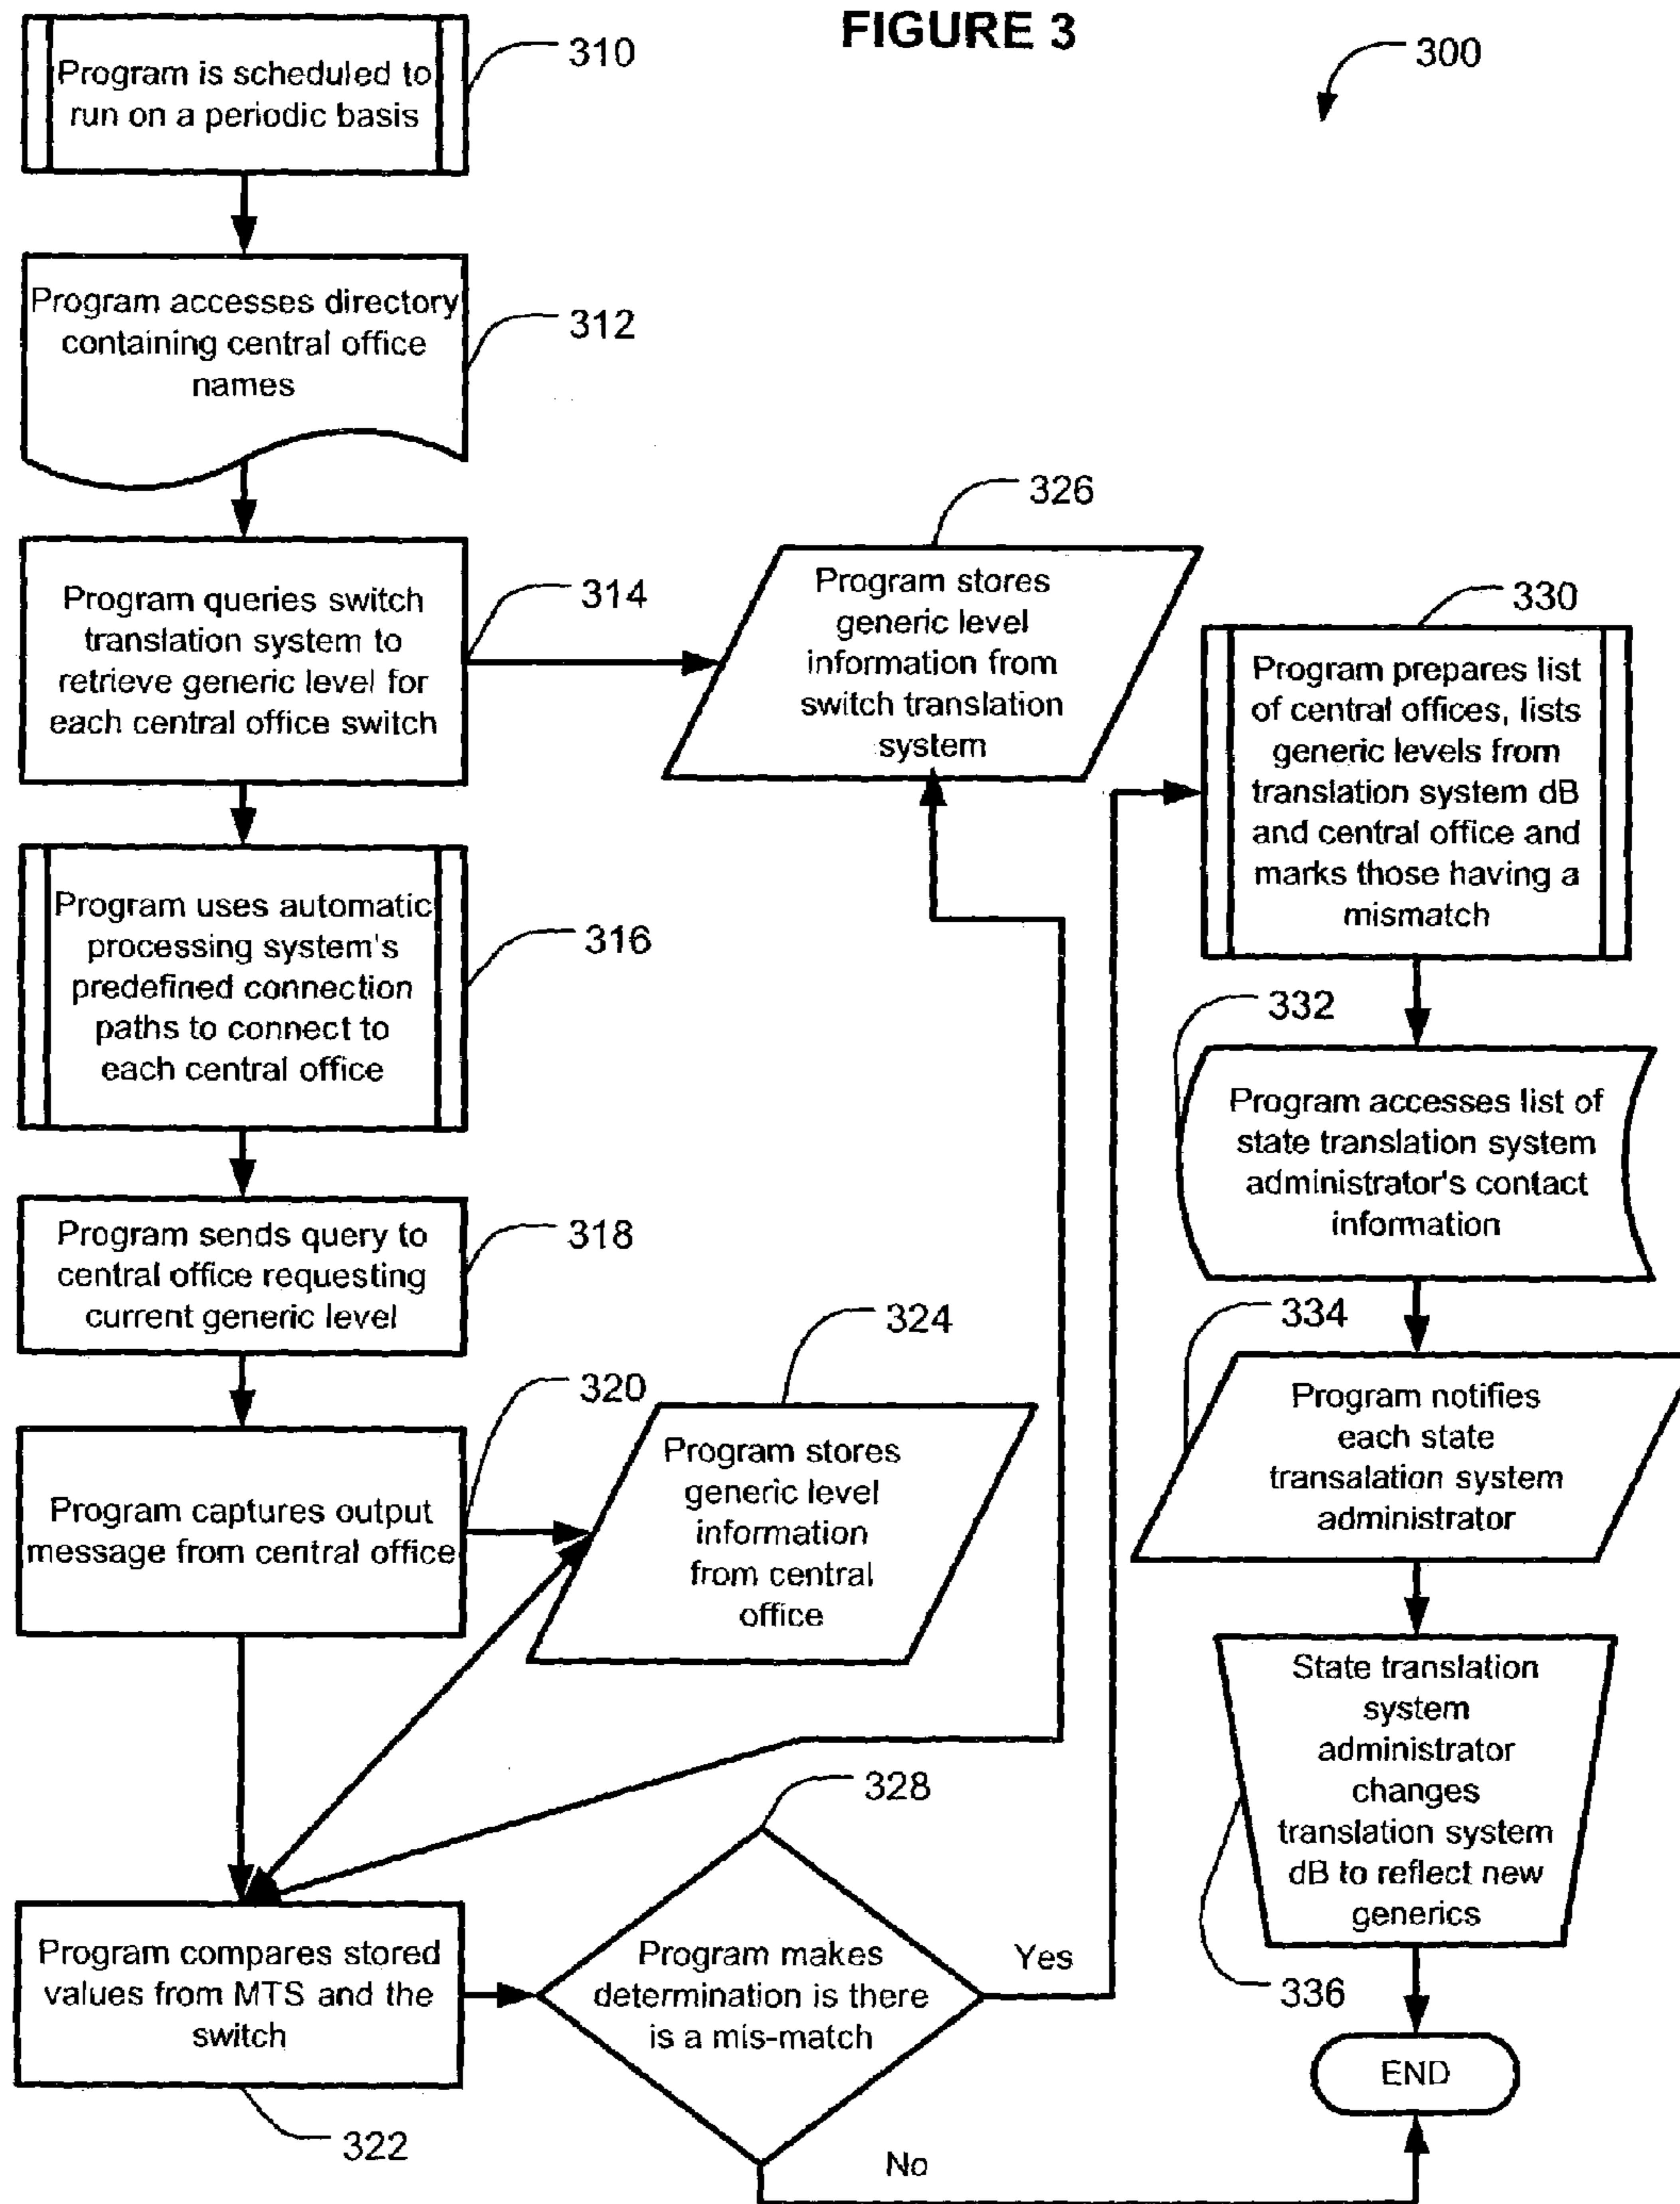 FIGURE 3
300
Program is scheduled to
run on a periodic basis
310
Program accesses directory
containing central office
names
312
Program queries switch
translation system to
retrieve generic level for
each central office switch
314
Program uses automatic
processing system's
predefined connection
paths to connect to
each central office
316
Program sends query to
central office requesting
current generic level
318
Program captures output
message from central office
320
Program compares stored
values from MTS and the
switch
322
Program stores
generic level
information
from central
office
324
Program stores
generic level
information from
switch translation
system
326
Program makes
determination is there
is a mis-match
328
Yes
No
Program prepares list
of central offices, lists
generic levels from
translation system dB
and central office and
marks those having a
mismatch
330
Program accesses list of
state translation system
administrator's contact
information
332
Program notifies
each state
transalation system
administrator
334
State translation
system
administrator
changes
translation system
dB to reflect new
generics
336
END